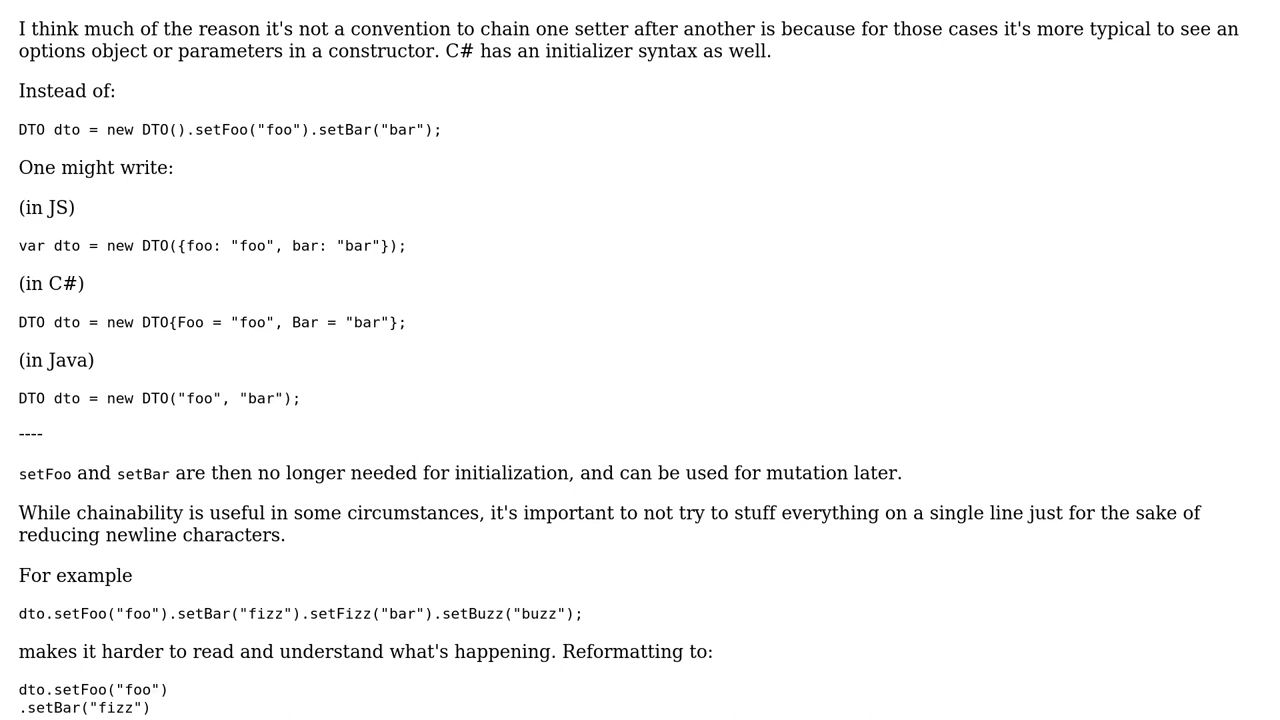 I think much of the reason it's not a convention to chain one setter after another is because for those cases it's more typical to see an
options object or parameters in a constructor. C# has an initializer syntax as well.
Instead of:
DTO dto = new DTO().setFoo("foo").setBar("bar");
One might write:
(in JS)
var dto = new DTO({foo: "foo", bar: "bar"});
(in C#)
DTO dto = new DTO{Foo = "foo", Bar = "bar"};
(in Java)
DTO dto = new DTO("foo", "bar");
----
setFoo and setBar are then no longer needed for initialization, and can be used for mutation later.
While chainability is useful in some circumstances, it's important to not try to stuff everything on a single line just for the sake of
reducing newline characters.
For example
dto.setFoo("foo").setBar("fizz").setFizz("bar").setBuzz("buzz");
makes it harder to read and understand what's happening. Reformatting to:
dto.setFoo("foo")
.setBar("fizz")